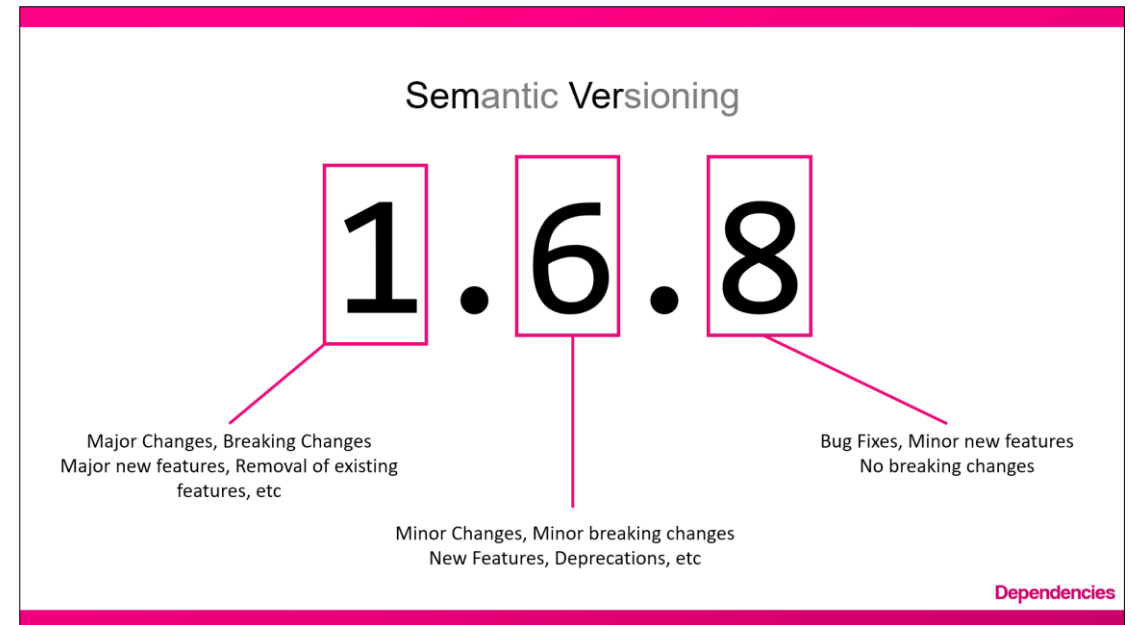 Semantic Versioning
1.6.8
Major Changes, Breaking Changes
Major new features, Removal of existing
features, etc
Minor Changes, Minor breaking changes
New Features, Deprecations, etc
Bug Fixes, Minor new features
No breaking changes
Dependencies